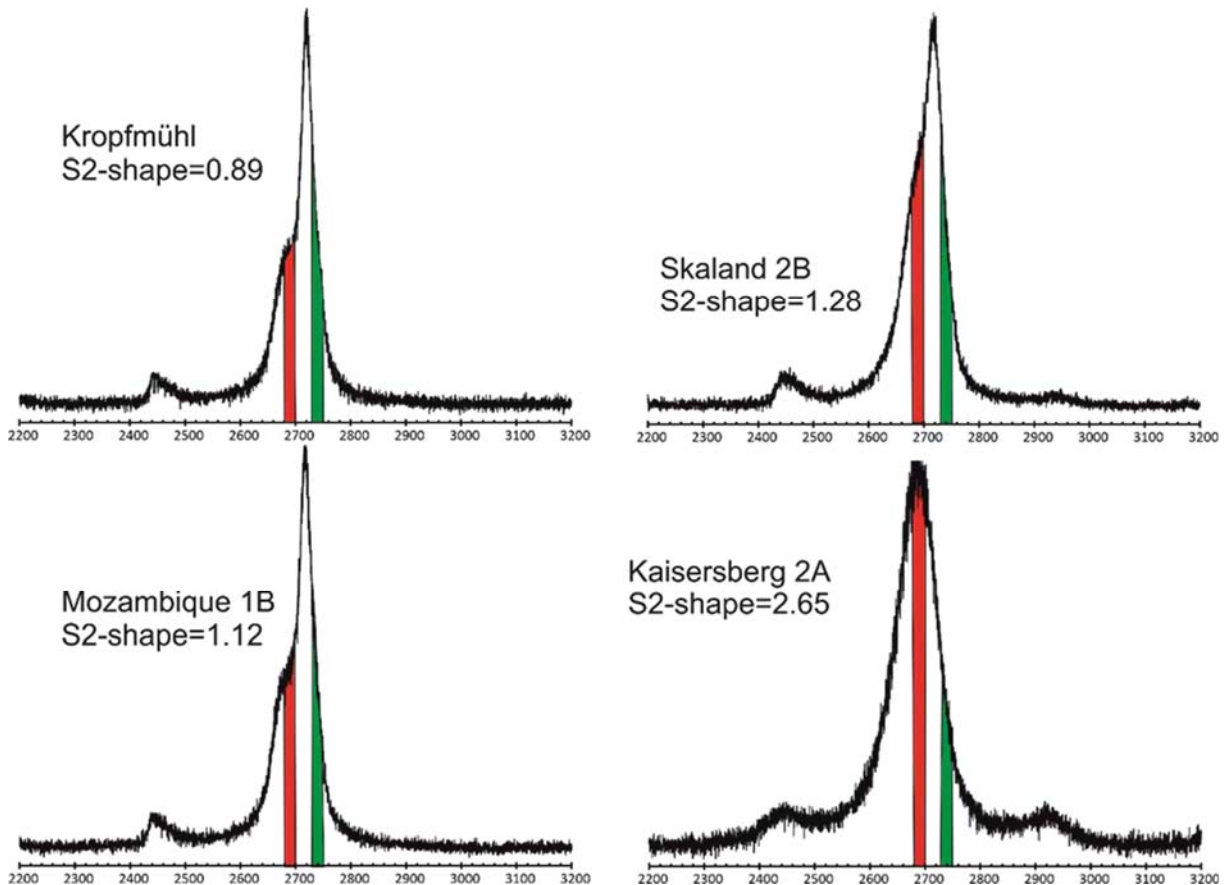 Kropfmühl
S2-shape=0.89
2200 2300 2400 2500 2600 2700 2800 2900 3000 3100 3200
Skaland 2B
S2-shape=1.28
2200 2300 2400 2500 2600 2700 2800 2900 3000 3100 3200
Mozambique 1B
S2-shape=1.12
2200 2300 2400 2500 2600 2700 2800 2900 3000 3100 3200
Kaisersberg 2A
S2-shape=2.65
2200 2300 2400 2500 2600 2700 2800 2900 3000 3100 3200